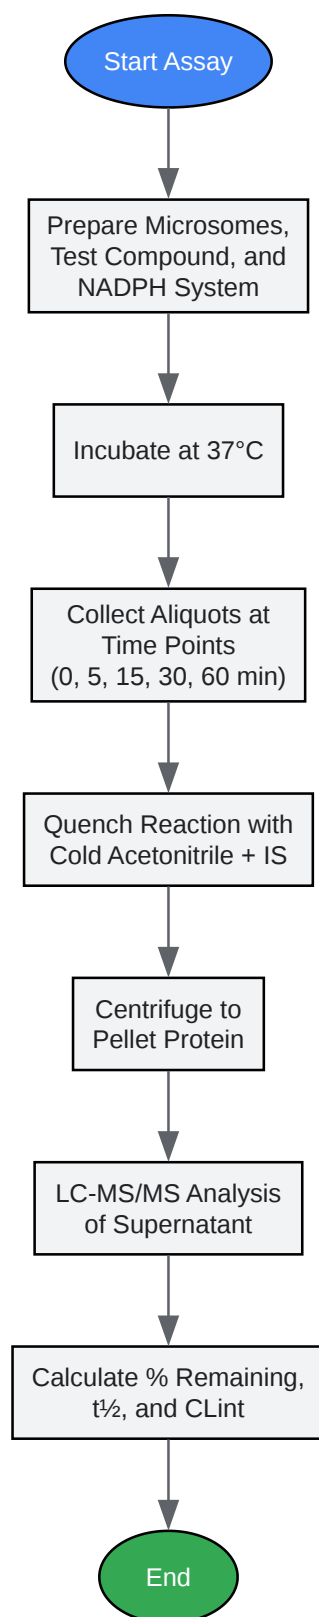 Start Assay
Prepare Microsomes,
Test Compound, and
NADPH System
Incubate at 37°C
Collect Aliquots at
Time Points
(0, 5, 15, 30, 60 min)
Quench Reaction with
Cold Acetonitrile + IS
Centrifuge to
Pellet Protein
LC-MS/MS Analysis
of Supernatant
Calculate % Remaining,
t½, and CLint
End